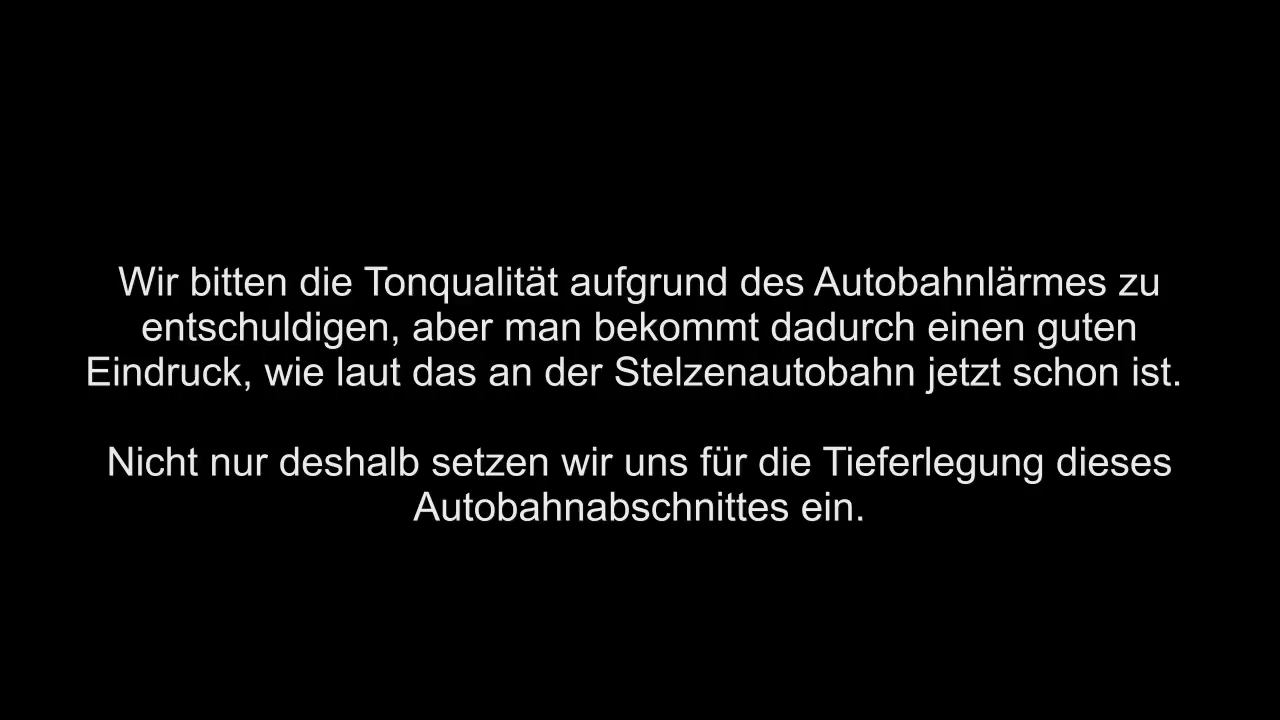 Wir bitten die Tonqualität aufgrund des Autobahnlärmes zu
entschuldigen, aber man bekommt dadurch einen guten
Eindruck, wie laut das an der Stelzenautobahn jetzt schon ist.
Nicht nur deshalb setzen wir uns für die Tieferlegung dieses
Autobahnabschnittes ein.